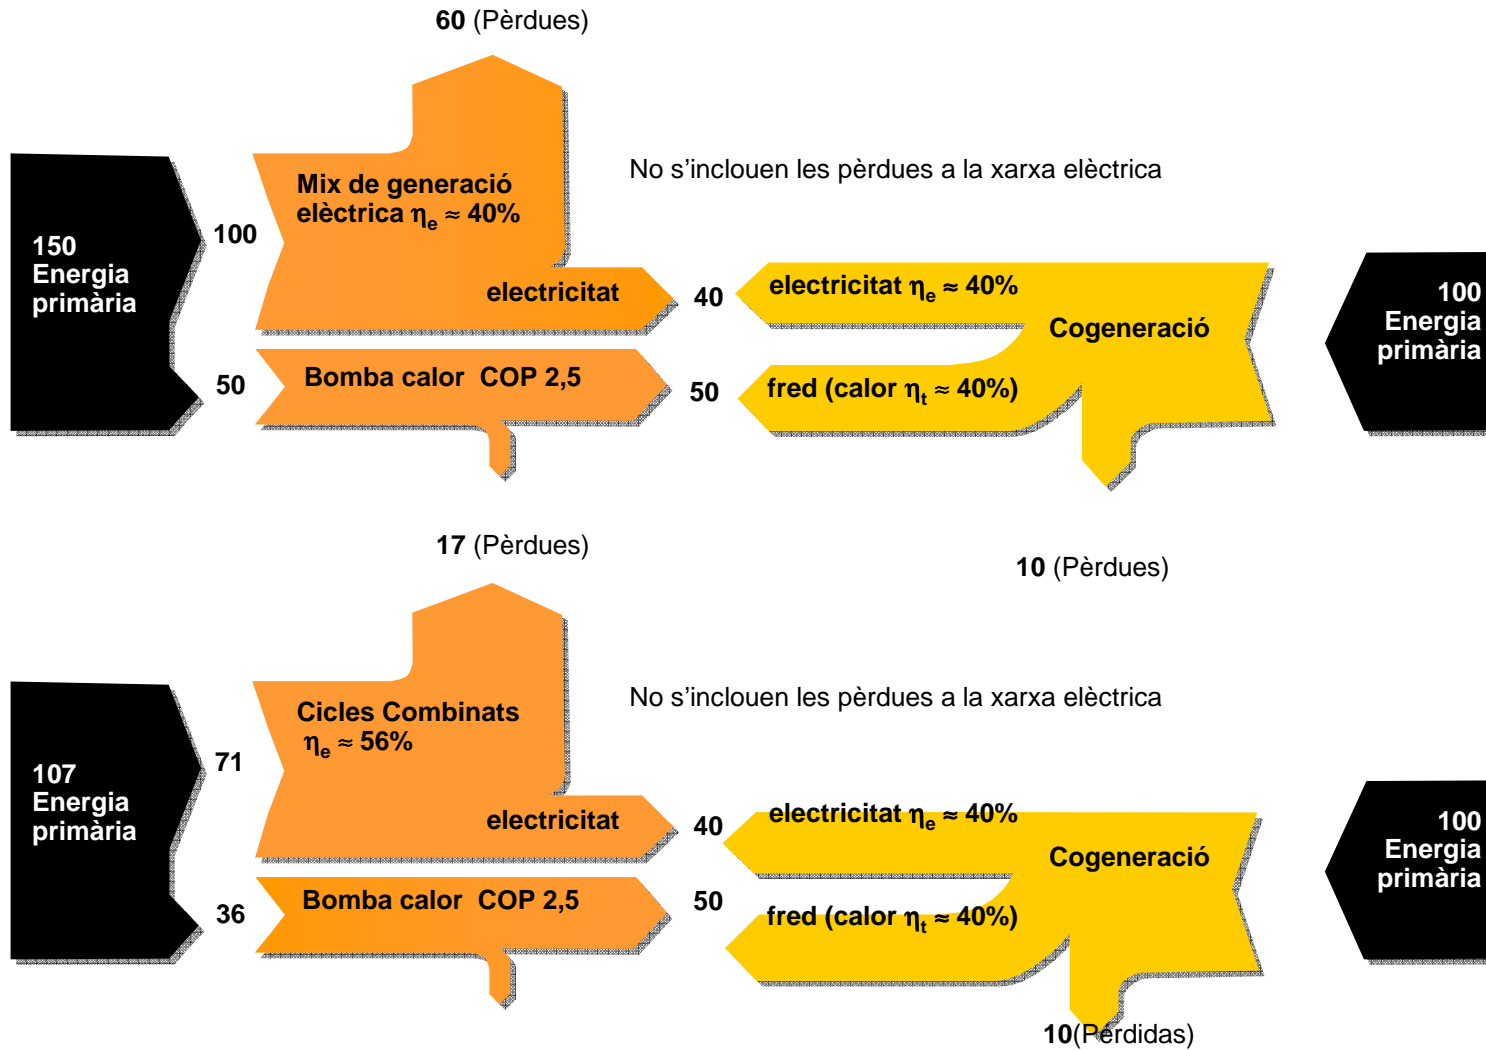 60 (Pèrdues)
No s'inclouen les pèrdues a la xarxa elèctrica
Mix de generació
elèctrica ηe ≈ 40%
100
150
Energia
primària
electricitat
40
electricitat ηe ≈ 40%
Cogeneració
100
Energia
primària
50
Bomba calor COP 2,5
50
fred (calor ηt ≈ 40%)
17 (Pèrdues)
10 (Pèrdues)
No s'inclouen les pèrdues a la xarxa elèctrica
Cicles Combinats
ηe ≈ 56%
71
107
Energia
primària
electricitat
40
electricitat ηe ≈ 40%
Cogeneració
100
Energia
primària
36
Bomba calor COP 2,5
50
fred (calor ηt ≈ 40%)
10(Pérdidas)